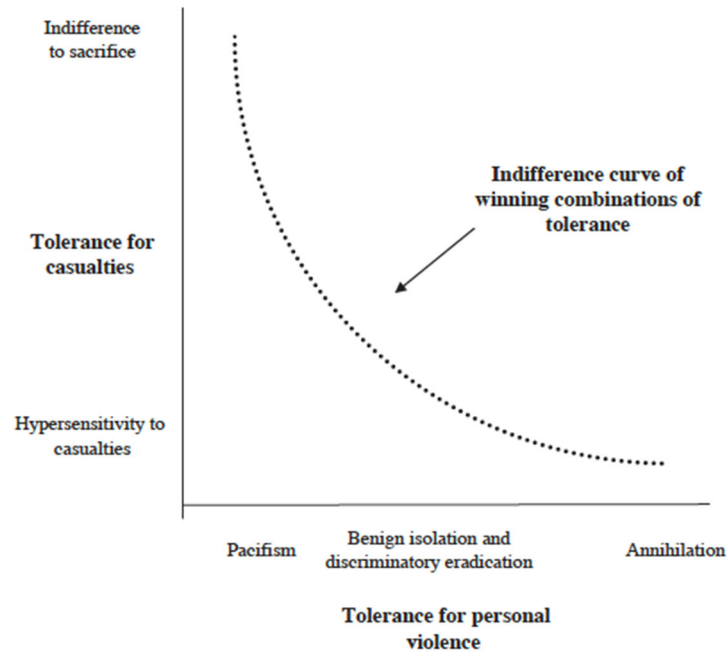 Indifference
to sacrifice
Indifference curve of
winning combinations of
tolerance
Tolerance for
casualties
Hypersensitivity to
casualties
Pacifism
Benign isolation and
discriminatory eradication
Annihilation
Tolerance for personal
violence